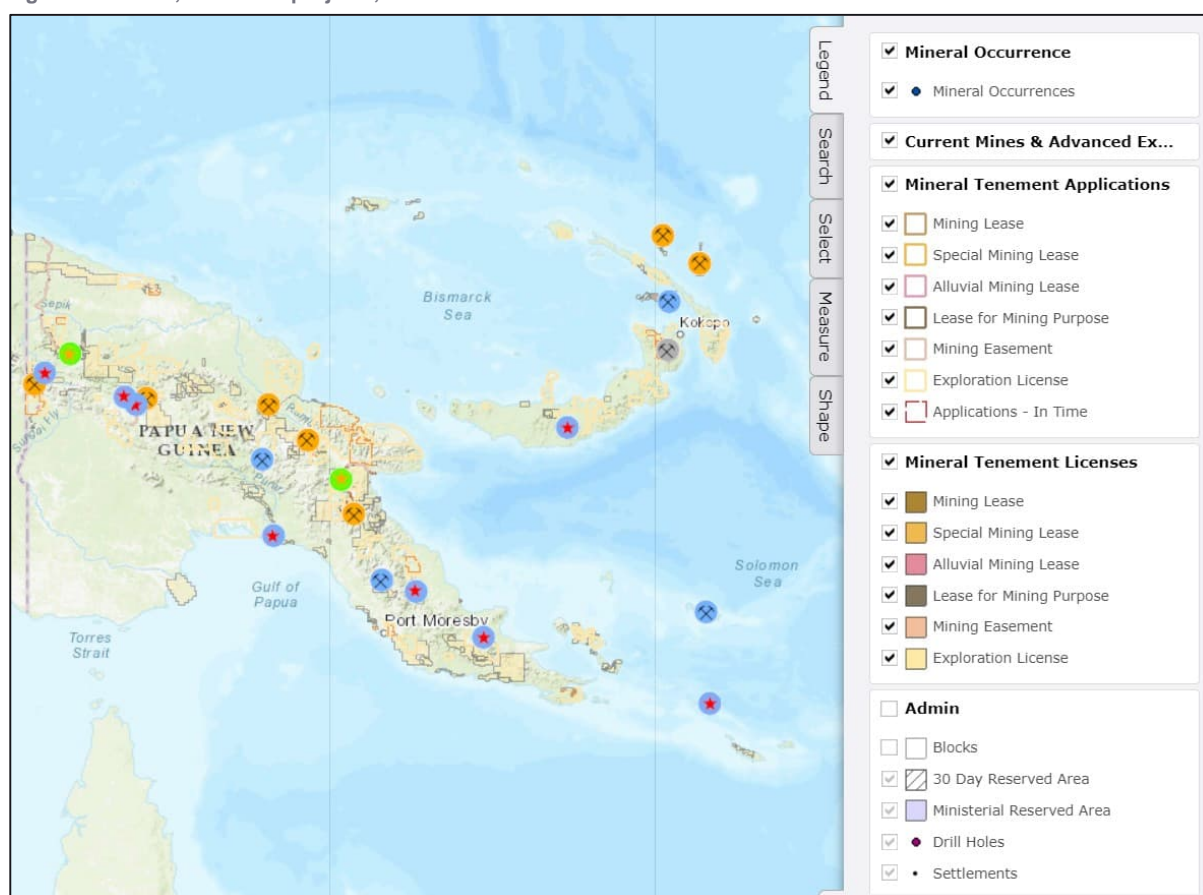 Bismarck
Sea
Kokopo
Sepik
PAPUA NEW
GUINEA
Purari
Solomon
Sea
Gulf of
Papua
Port Moresby
Torres
Strait
Legend
Search
Select
Measure
Shape
Mineral Occurrence
Mineral Occurrences
Current Mines & Advanced Ex...
Mineral Tenement Applications
Mining Lease
Special Mining Lease
Alluvial Mining Lease
Lease for Mining Purpose
Mining Easement
Exploration License
Applications - In Time
Mineral Tenement Licenses
Mining Lease
Special Mining Lease
Alluvial Mining Lease
Lease for Mining Purpose
Mining Easement
Exploration License
Admin
Blocks
30 Day Reserved Area
Ministerial Reserved Area
Drill Holes
Settlements